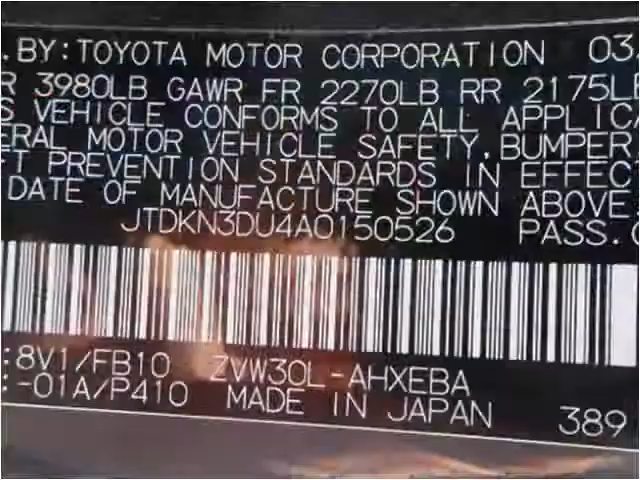 . BY: TOYOTA MOTOR CORPORATION 03
R 3980LB GAWR FR 2270LB RR 2175L
S VEHICLE CONFORMS TO ALL APPLICA
ERAL MOTOR VEHICLE SAFETY, BUMPER,
FT PREVENTION STANDARDS IN EFFEC
DATE OF MANUFACTURE SHOWN ABOVE.
JTDKN3DU4A0150526 PASS.
:8V1/FB10 ZVW30L-AHXEBA
:-01A/P410 MADE IN JAPAN 389